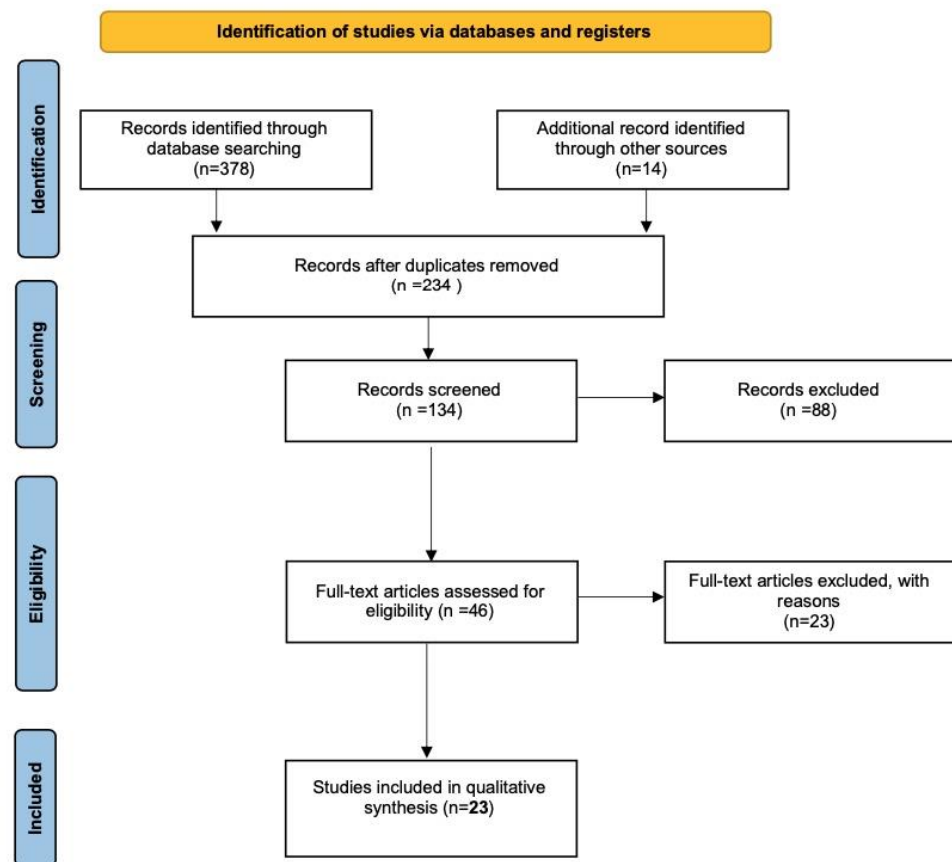 Identification of studies via databases and registers
Identification
Records identified through
database searching
(n=378)
Additional record identified
through other sources
(n=14)
Records after duplicates removed
(n =234 )
Screening
Records screened
(n =134)
Records excluded
(n =88)
Eligibility
Full-text articles assessed for
eligibility (n =46)
Full-text articles excluded, with
reasons
(n=23)
Included
Studies included in qualitative
synthesis (n=23)